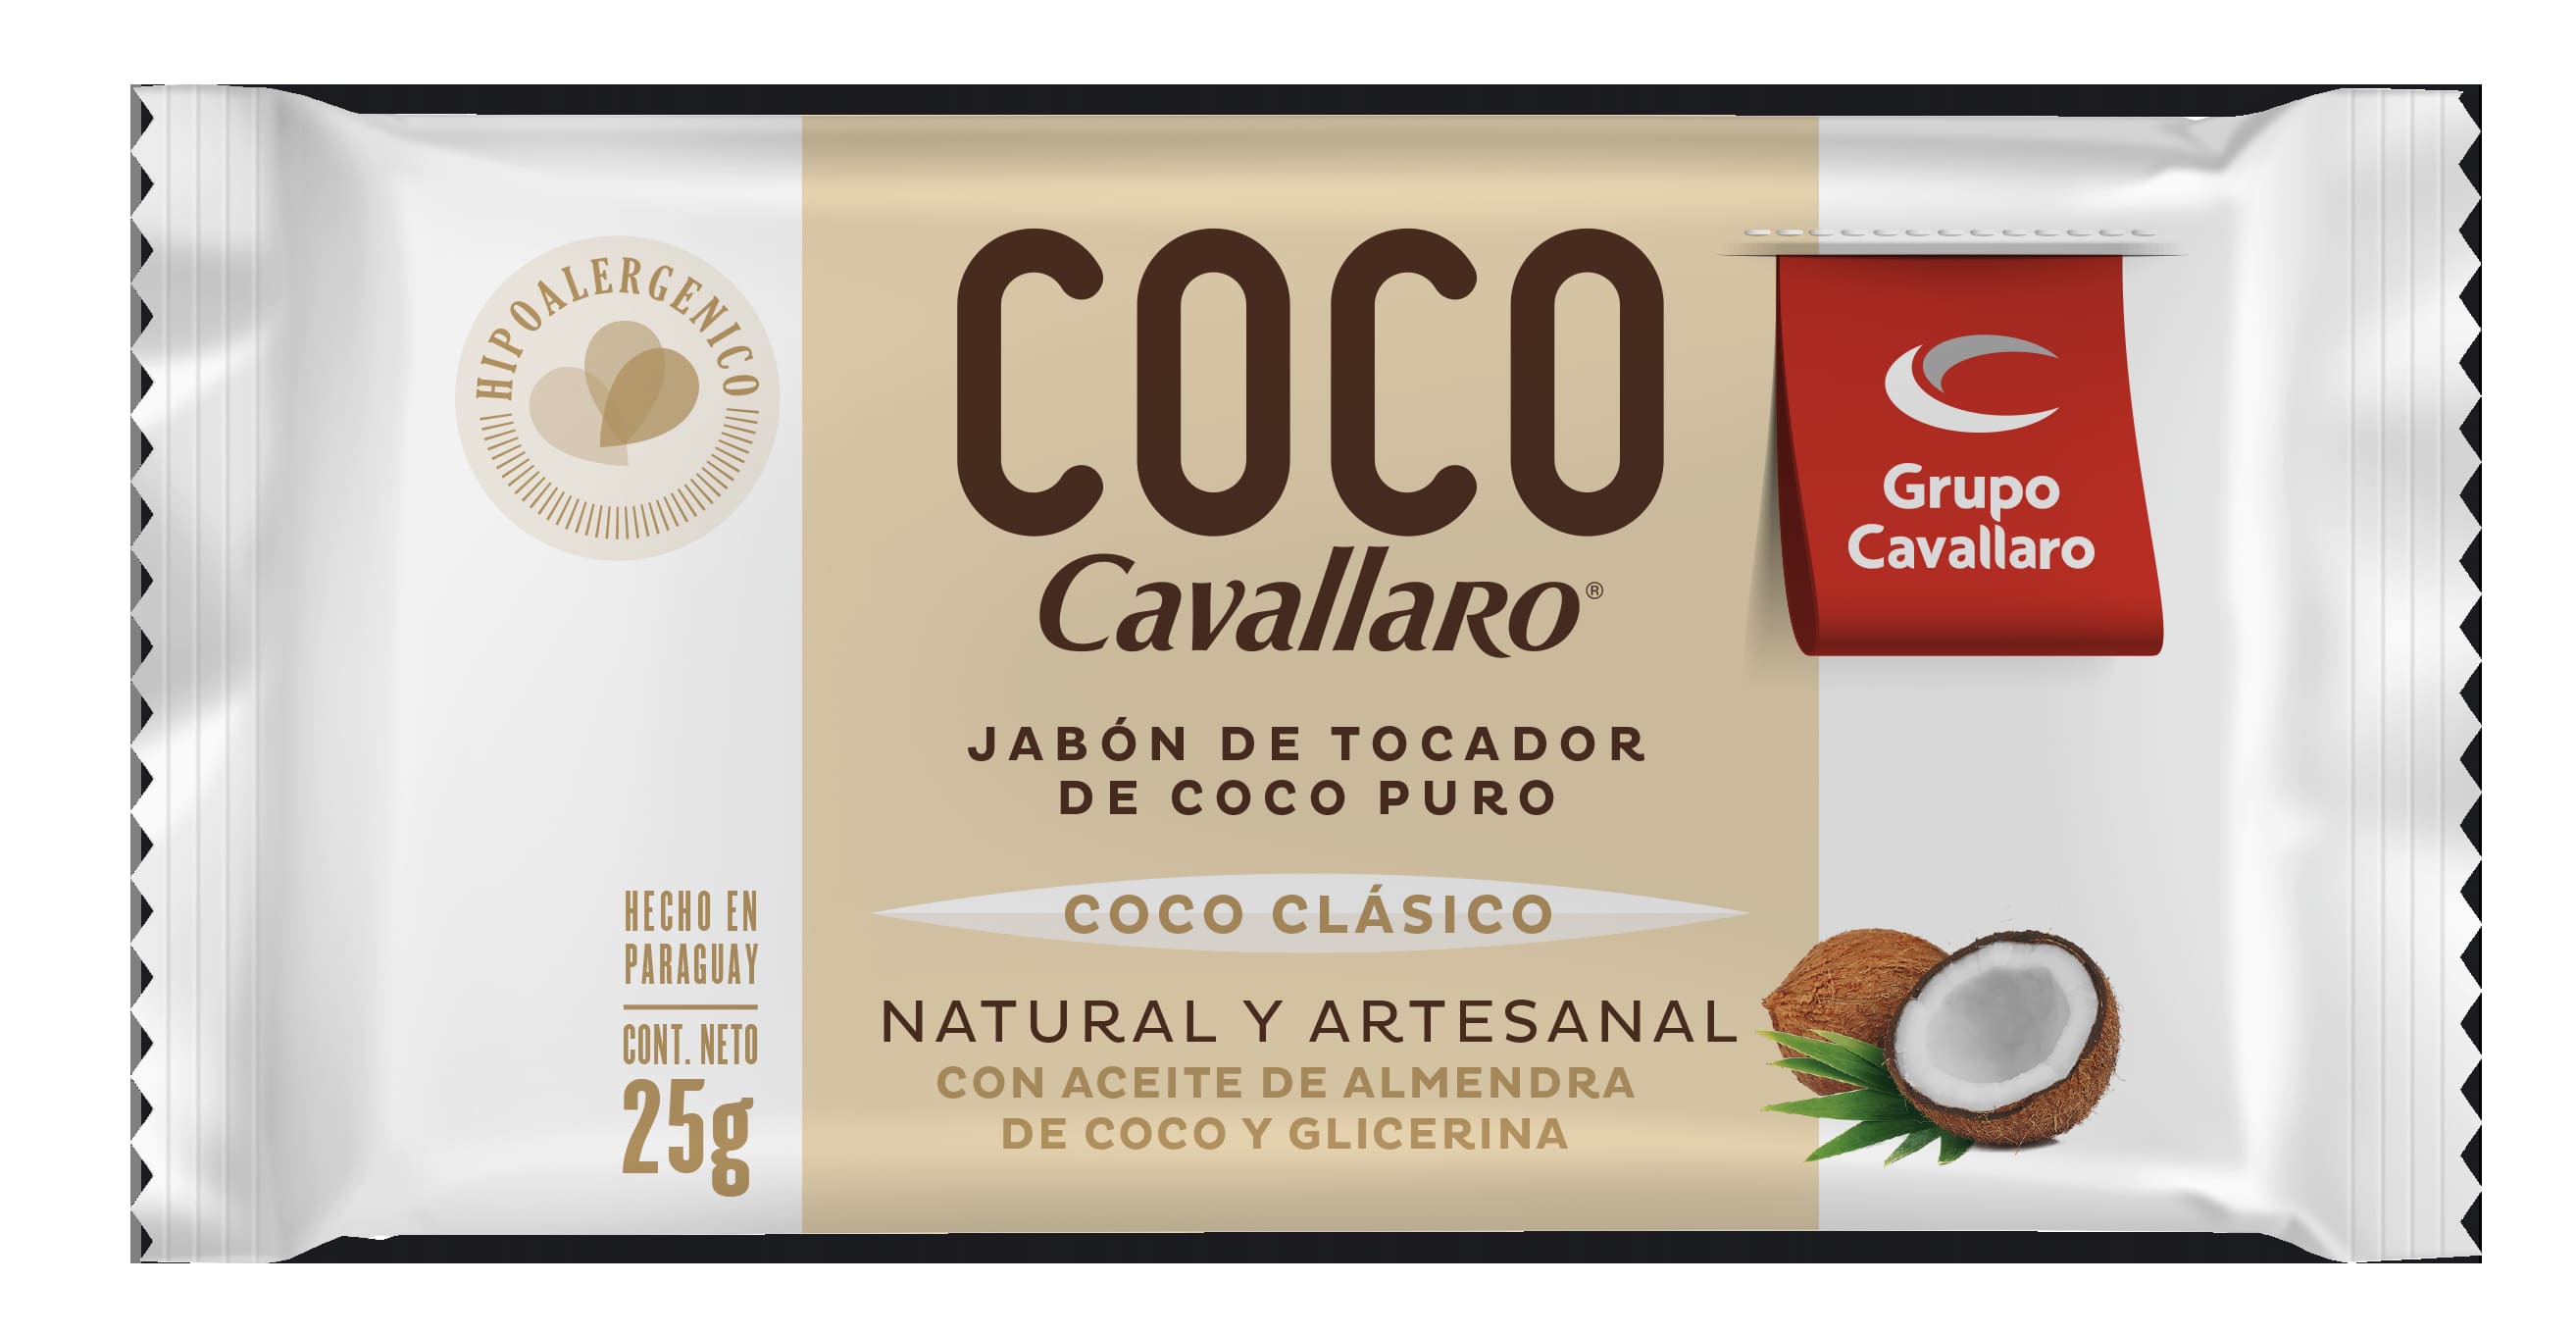 HIPOALERGENICO
HECHO EN
PARAGUAY
CONT. NETO
25g
COCO
Cavallaro®
JABÓN DE TOCADOR
DE COCO PURO
COCO CLÁSICO
NATURAL Y ARTESANAL
CON ACEITE DE ALMENDRA
DE COCO Y GLICERINA
Grupo
Cavallaro